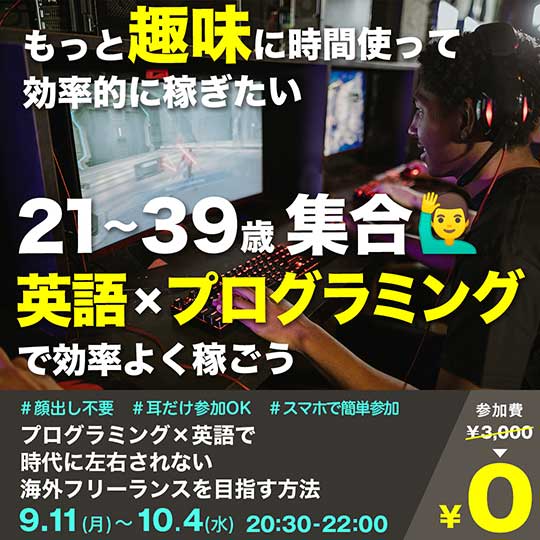 もっと趣味に時間使って
効率的に稼ぎたい
21~39歳 集合
英語×プログラミング
で効率よく稼ごう
#顔出し不要 #耳だけ参加OK #スマホで簡単参加
プログラミング×英語で
時代に左右されない
海外フリーランスを目指す方法
9.11(月)~10.4(水) 20:30-22:00
参加費
¥3,000
¥0